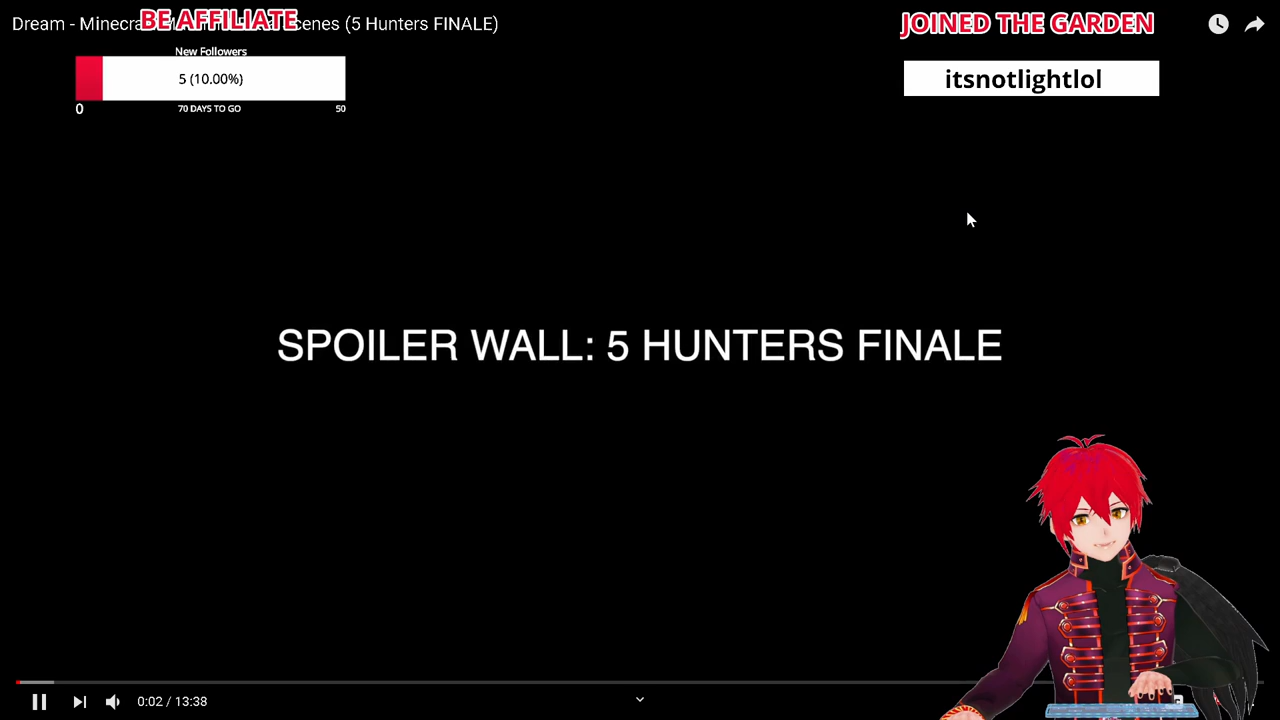 Dream - Minecra
cenes (5 Hunters FINALE)
BE AFFILIATE
JOINED THE GARDEN
New Followers
5 (10.00%)
0
70 DAYS TO GO
50
itsnotlightlol
SPOILER WALL: 5 HUNTERS FINALE
0:02 / 13:38